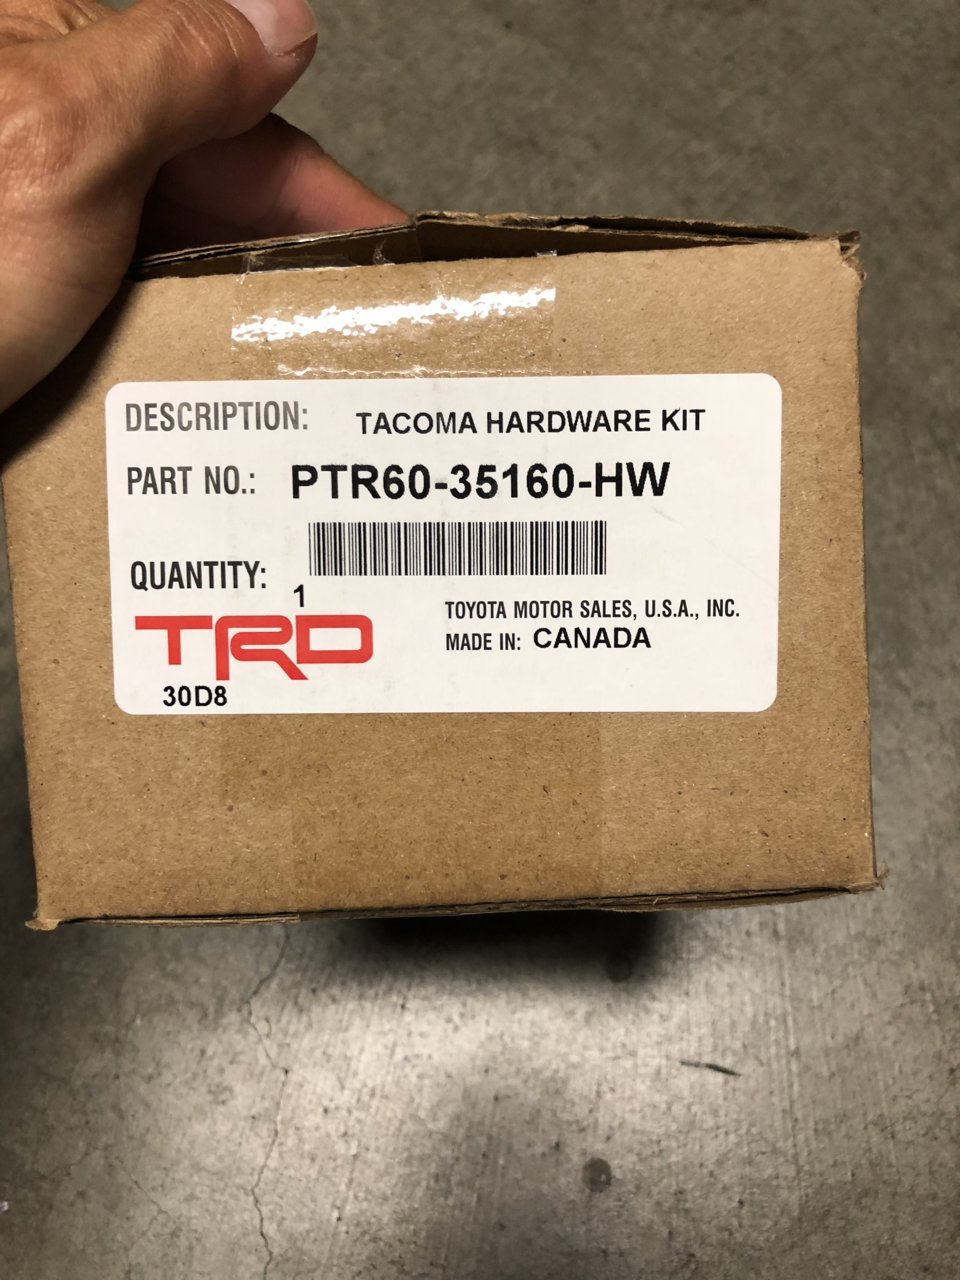 DESCRIPTION: TACOMA HARDWARE KIT
PART NO.: PTR60-35160-HW
QUANTITY: 1
TRD
30D8
TOYOTA MOTOR SALES, U.S.A., INC.
MADE IN: CANADA